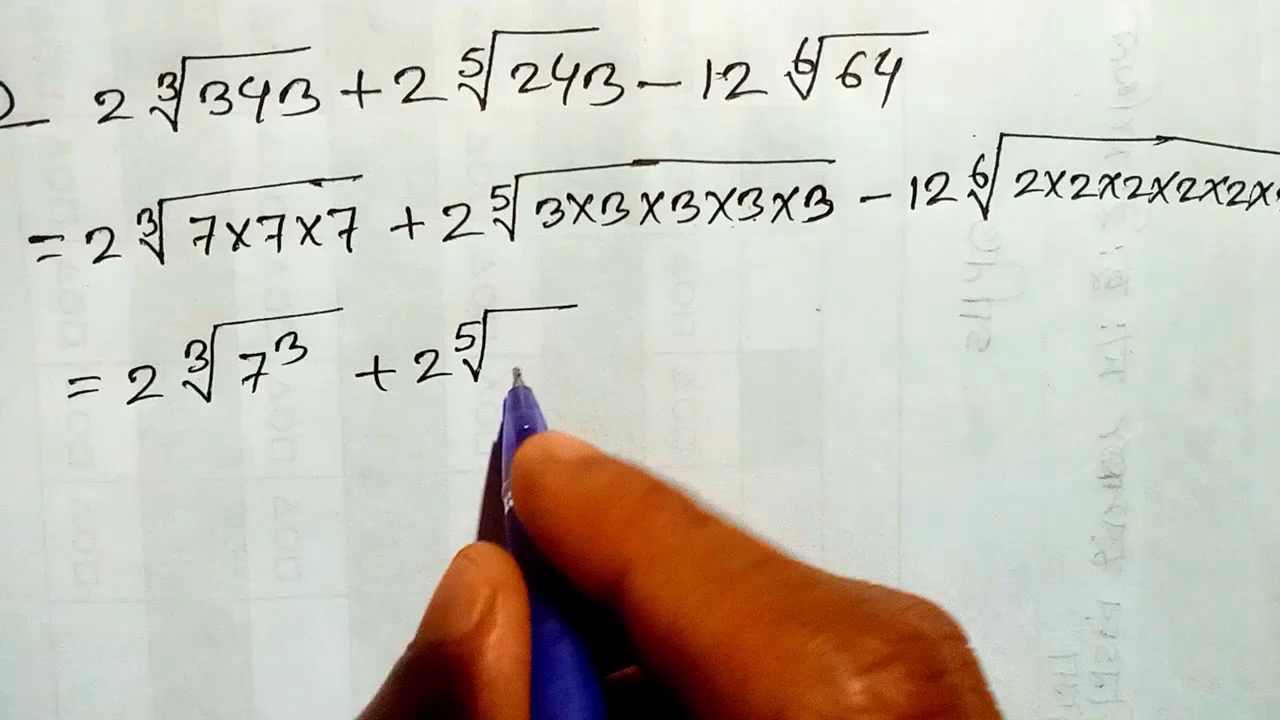 2 ∛343 + 2 ⁵√243 - 12 ⁶√64
= 2 ∛7×7×7 + 2 ⁵√3×3×3×3×3 - 12 ⁶√2×2×2×2×2×
= 2 ∛7³ + 2 ⁵√